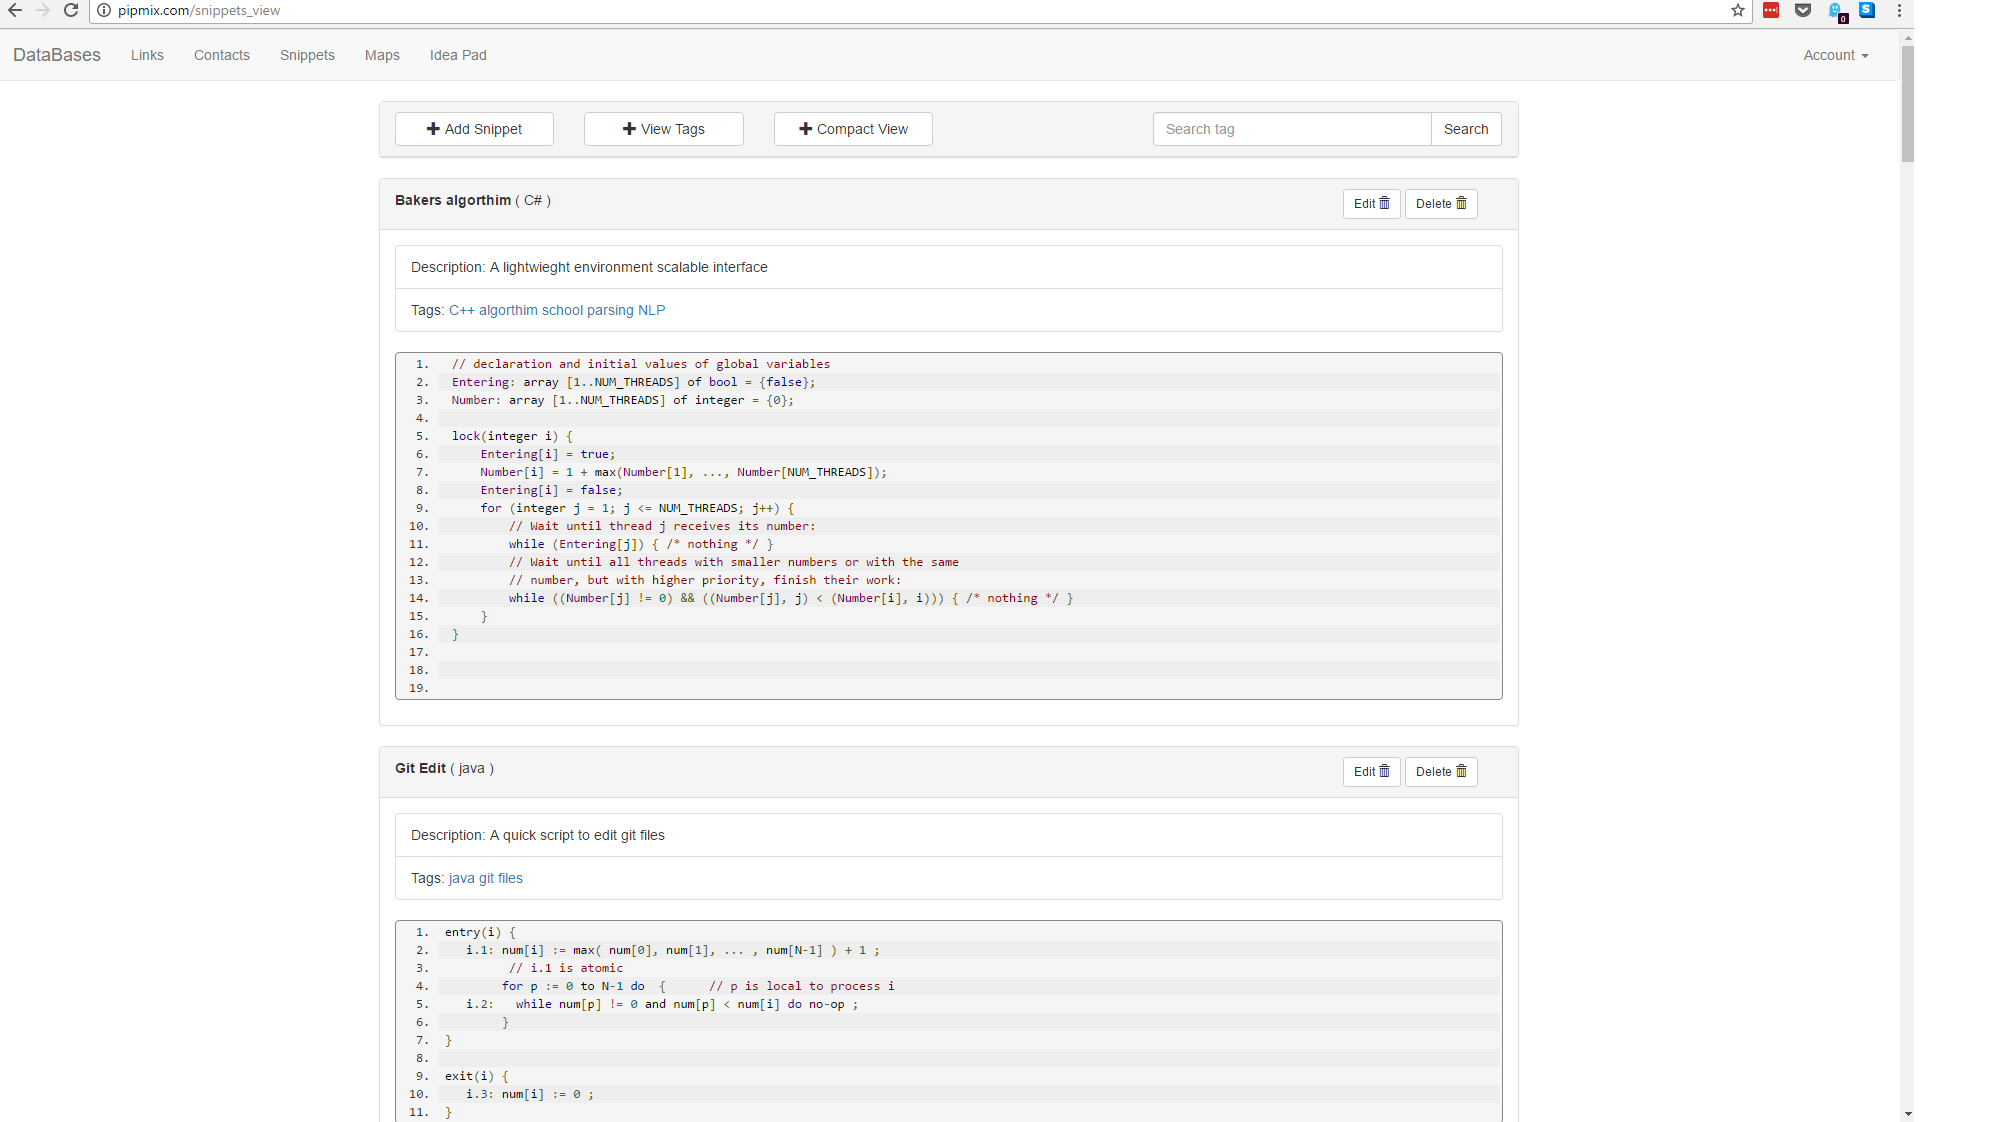 pipmix.com/snippets_view
0
S
DataBases Links Contacts Snippets Maps Idea Pad Account
Add Snippet View Tags Compact View Search tag Search
Bakers algorthim ( C# ) Edit Delete
Description: A lightwieght environment scalable interface
Tags: C++ algorthim school parsing NLP
1. // declaration and initial values of global variables
2. Entering: array [1..NUM_THREADS] of bool = {false};
3. Number: array [1..NUM_THREADS] of integer = {0};
4.
5. lock(integer i) {
6. Entering[i] = true;
7. Number[i] = 1 + max(Number[1], ..., Number[NUM_THREADS]);
8. Entering[i] = false;
9. for (integer j = 1; j <= NUM_THREADS; j++) {
10. // Wait until thread j receives its number:
11. while (Entering[j]) { /* nothing */ }
12. // Wait until all threads with smaller numbers or with the same
13. // number, but with higher priority, finish their work:
14. while ((Number[j] != 0) && ((Number[j], j) < (Number[i], i))) { /* nothing */ }
15. }
16. }
17.
18.
19.
Git Edit ( java ) Edit Delete
Description: A quick script to edit git files
Tags: java git files
1. entry(i) {
2. i.1: num[i] := max( num[0], num[1], ... , num[N-1] ) + 1 ;
3. // i.1 is atomic
4. for p := 0 to N-1 do { // p is local to process i
5. i.2: while num[p] != 0 and num[p] < num[i] do no-op ;
6. }
7. }
8.
9. exit(i) {
10. i.3: num[i] := 0 ;
11. }